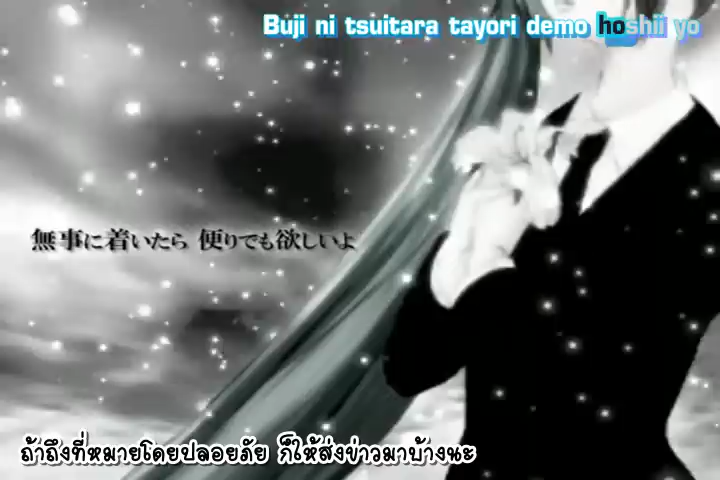 Buji ni tsuitara tayori demo hoshii yo
無事に着いたら 便りでも欲しいよ
ถ้าถึงที่หมายโดยปลอยภัย ก็ให้ส่งข่าวมาบ้างนะ